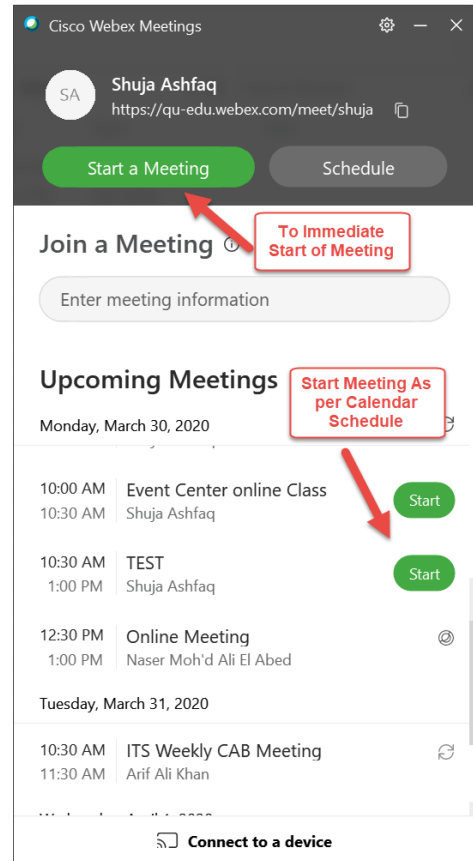 Cisco Webex Meetings
SA
Shuja Ashfaq
https://qu-edu.webex.com/meet/shuja
Start a Meeting
Schedule
To Immediate
Start of Meeting
Join a Meeting
Enter meeting information
Upcoming Meetings
Start Meeting As
per Calendar
Schedule
Monday, March 30, 2020
10:00 AM Event Center online Class
10:30 AM Shuja Ashfaq
Start
10:30 AM TEST
1:00 PM Shuja Ashfaq
Start
12:30 PM Online Meeting
1:00 PM Naser Moh'd Ali El Abed
Tuesday, March 31, 2020
10:30 AM ITS Weekly CAB Meeting
11:30 AM Arif Ali Khan
Connect to a device